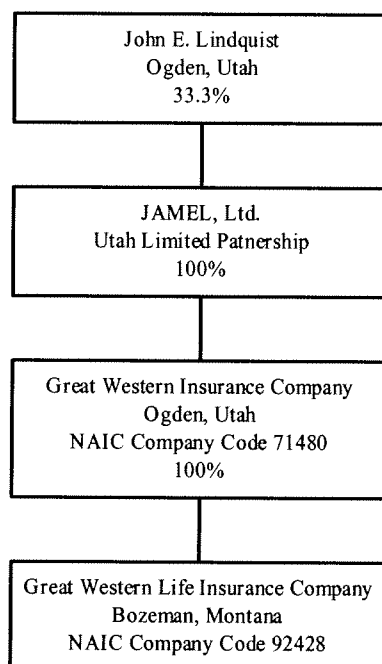 John E. Lindquist
Ogden, Utah
33.3%
JAMEL, Ltd.
Utah Limited Patnership
100%
Great Western Insurance Company
Ogden, Utah
NAIC Company Code 71480
100%
Great Western Life Insurance Company
Bozeman, Montana
NAIC Company Code 92428